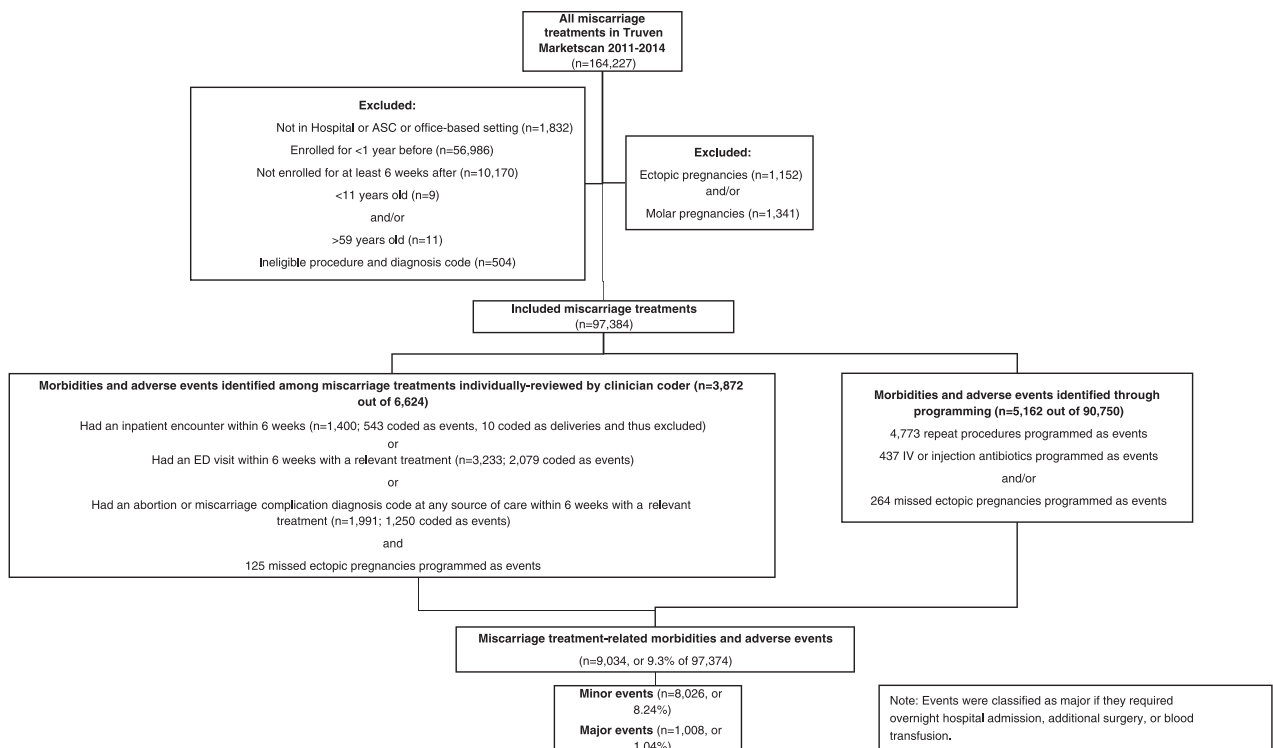 All miscarriage
treatments in Truven
Marketscan 2011-2014
(n=164,227)
Excluded:
Not in Hospital or ASC or office-based setting (n=1,832)
Enrolled for <1 year before (n=56,986)
Not enrolled for at least 6 weeks after (n=10,170)
<11 years old (n=9)
and/or
>59 years old (n=11)
Ineligible procedure and diagnosis code (n=504)
Excluded:
Ectopic pregnancies (n=1,152)
and/or
Molar pregnancies (n=1,341)
Included miscarriage treatments
(n=97,384)
Morbidities and adverse events identified among miscarriage treatments individually-reviewed by clinician coder (n=3,872
out of 6,624)
Had an inpatient encounter within 6 weeks (n=1,400; 543 coded as events, 10 coded as deliveries and thus excluded)
or
Had an ED visit within 6 weeks with a relevant treatment (n=3,233; 2,079 coded as events)
or
Had an abortion or miscarriage complication diagnosis code at any source of care within 6 weeks with a relevant
treatment (n=1,991; 1,250 coded as events)
and
125 missed ectopic pregnancies programmed as events
Morbidities and adverse events identified through
programming (n=5,162 out of 90,750)
4,773 repeat procedures programmed as events
437 IV or injection antibiotics programmed as events
and/or
264 missed ectopic pregnancies programmed as events
Miscarriage treatment-related morbidities and adverse events
(n=9,034, or 9.3% of 97,374)
Minor events (n=8,026, or
8.24%)
Major events (n=1,008, or
1.04%)
Note: Events were classified as major if they required
overnight hospital admission, additional surgery, or blood
transfusion.